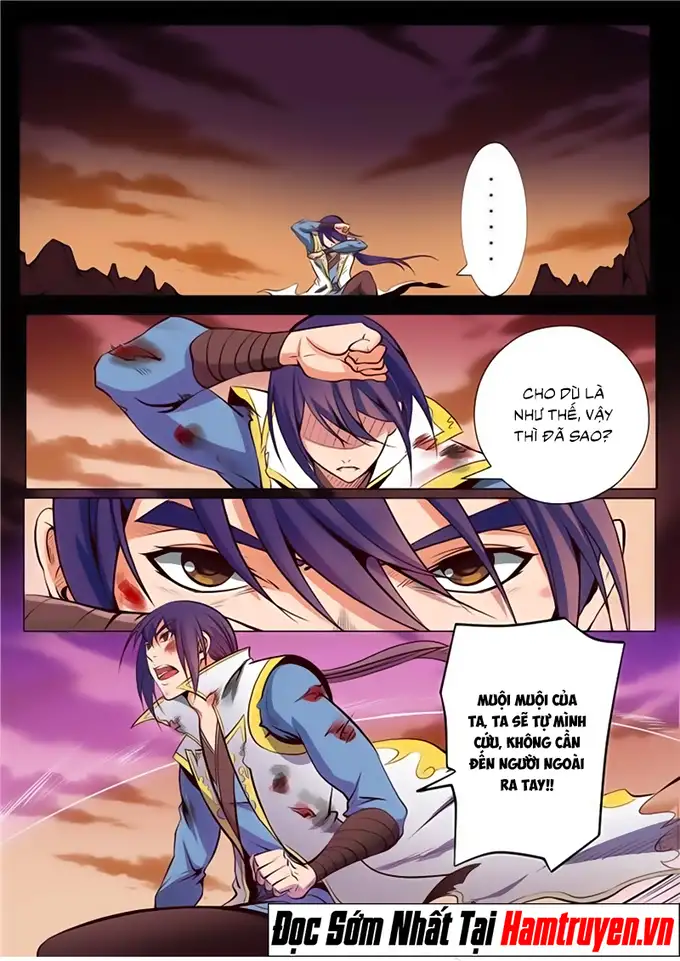 .......
CHO DÙ LÀ
NHƯ THẾ, VẬY
THÌ ĐÃ SAO?
MUỘI MUỘI CỦA
TA, TA SẼ TỰ MÌNH
CỨU, KHÔNG CẦN
ĐẾN NGƯỜI NGOÀI
RA TAY!!
Đọc Sớm Nhất Tại Hamtruyen.vn